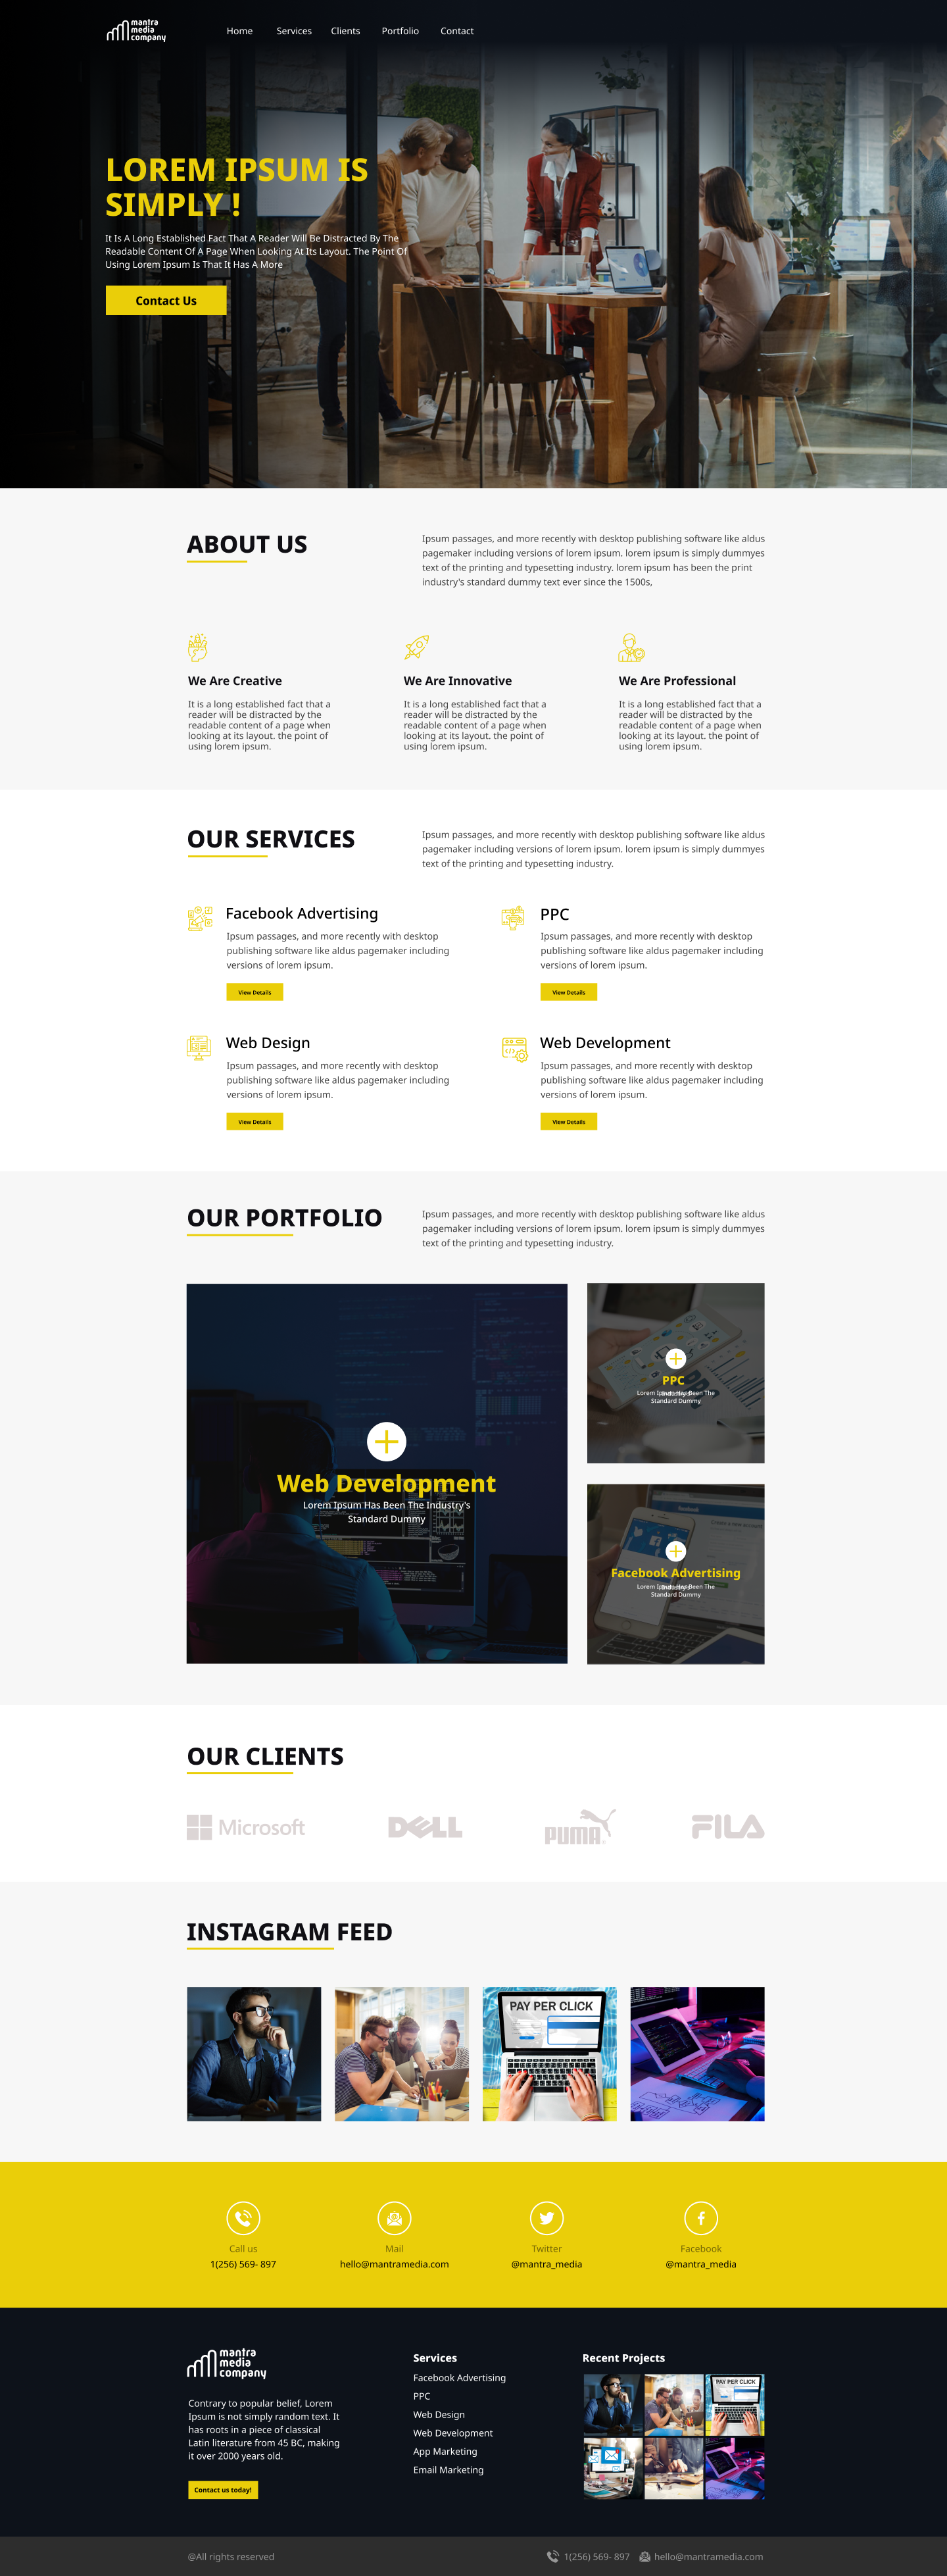 mantra
media
company
Home Services Clients Portfolio Contact
LOREM IPSUM IS
SIMPLY !
It Is A Long Established Fact That A Reader Will Be Distracted By The
Readable Content Of A Page When Looking At Its Layout. The Point Of
Using Lorem Ipsum Is That It Has A More
Contact Us
ABOUT US
Ipsum passages, and more recently with desktop publishing software like aldus
pagemaker including versions of lorem ipsum. lorem ipsum is simply dummyes
text of the printing and typesetting industry. lorem ipsum has been the print
industry's standard dummy text ever since the 1500s,
We Are Creative
It is a long established fact that a
reader will be distracted by the
readable content of a page when
looking at its layout. the point of
using lorem ipsum.
We Are Innovative
It is a long established fact that a
reader will be distracted by the
readable content of a page when
looking at its layout. the point of
using lorem ipsum.
We Are Professional
It is a long established fact that a
reader will be distracted by the
readable content of a page when
looking at its layout. the point of
using lorem ipsum.
OUR SERVICES
Ipsum passages, and more recently with desktop publishing software like aldus
pagemaker including versions of lorem ipsum. lorem ipsum is simply dummyes
text of the printing and typesetting industry.
Facebook Advertising
Ipsum passages, and more recently with desktop
publishing software like aldus pagemaker including
versions of lorem ipsum.
View Details
PPC
Ipsum passages, and more recently with desktop
publishing software like aldus pagemaker including
versions of lorem ipsum.
View Details
Web Design
Ipsum passages, and more recently with desktop
publishing software like aldus pagemaker including
versions of lorem ipsum.
View Details
Web Development
Ipsum passages, and more recently with desktop
publishing software like aldus pagemaker including
versions of lorem ipsum.
View Details
OUR PORTFOLIO
Ipsum passages, and more recently with desktop publishing software like aldus
pagemaker including versions of lorem ipsum. lorem ipsum is simply dummyes
text of the printing and typesetting industry.
Web Development
Lorem Ipsum Has Been The Industry's
Standard Dummy
PPC
Lorem Ipsum Has Been The
Standard Dummy
facebook
Create a new account
Facebook Advertising
Lorem Ipsum Has Been The
Standard Dummy
OUR CLIENTS
Microsoft
DELL
PUMA
FILA
INSTAGRAM FEED
PAY PER CLICK
Call us
1(256) 569- 897
Mail
hello@mantramedia.com
Twitter
@mantra_media
Facebook
@mantra_media
mantra
media
company
Contrary to popular belief, Lorem
Ipsum is not simply random text. It
has roots in a piece of classical
Latin literature from 45 BC, making
it over 2000 years old.
Contact us today!
Services
Facebook Advertising
PPC
Web Design
Web Development
App Marketing
Email Marketing
Recent Projects
PAY PER CLICK
@All rights reserved
1(256) 569- 897
hello@mantramedia.com